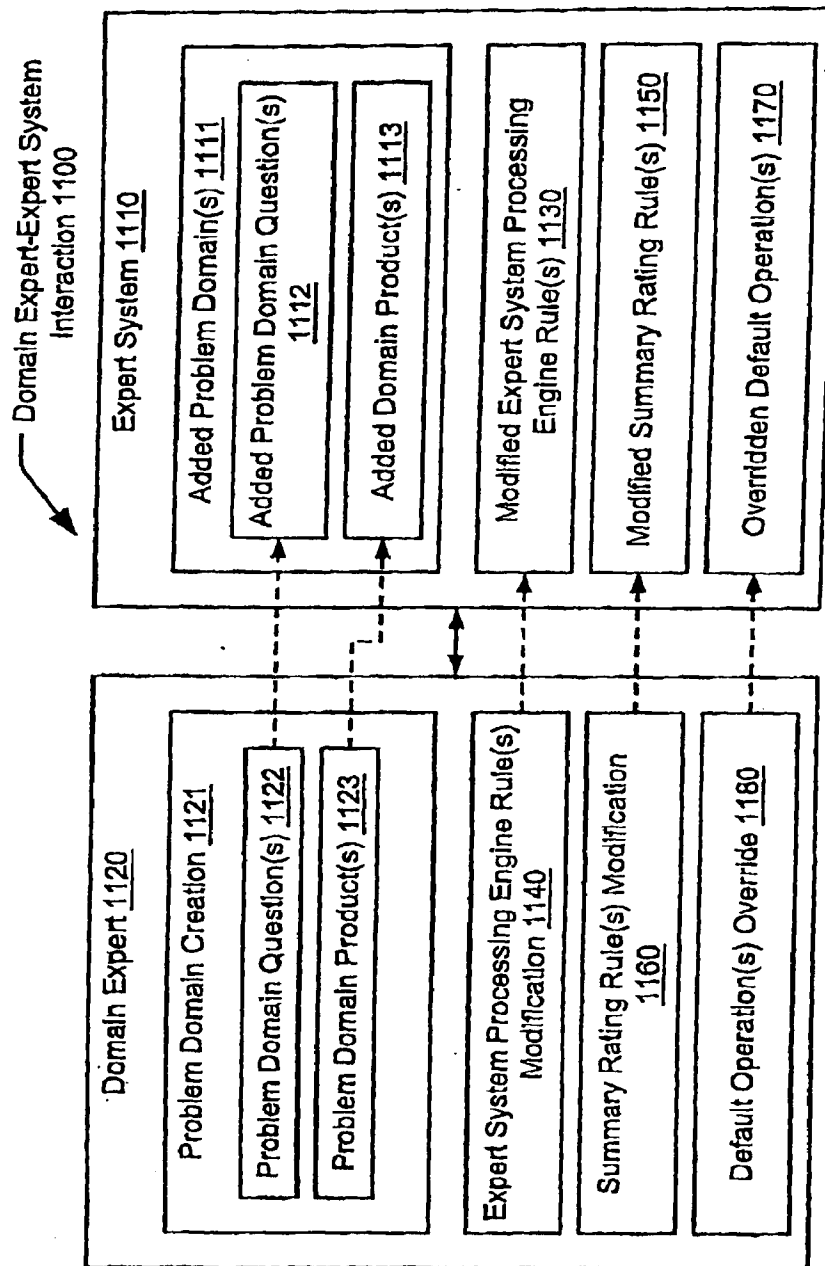 Domain Expert-Expert System
Interaction 1100
Domain Expert 1120
Problem Domain Creation 1121
Problem Domain Question(s) 1122
Problem Domain Product(s) 1123
Expert System Processing Engine Rule(s)
Modification 1140
Summary Rating Rule(s) Modification
1160
Default Operation(s) Override 1180
Expert System 1110
Added Problem Domain(s) 1111
Added Problem Domain Question(s)
1112
Added Domain Product(s) 1113
Modified Expert System Processing
Engine Rule(s) 1130
Modified Summary Rating Rule(s) 1150
Overridden Default Operation(s) 1170